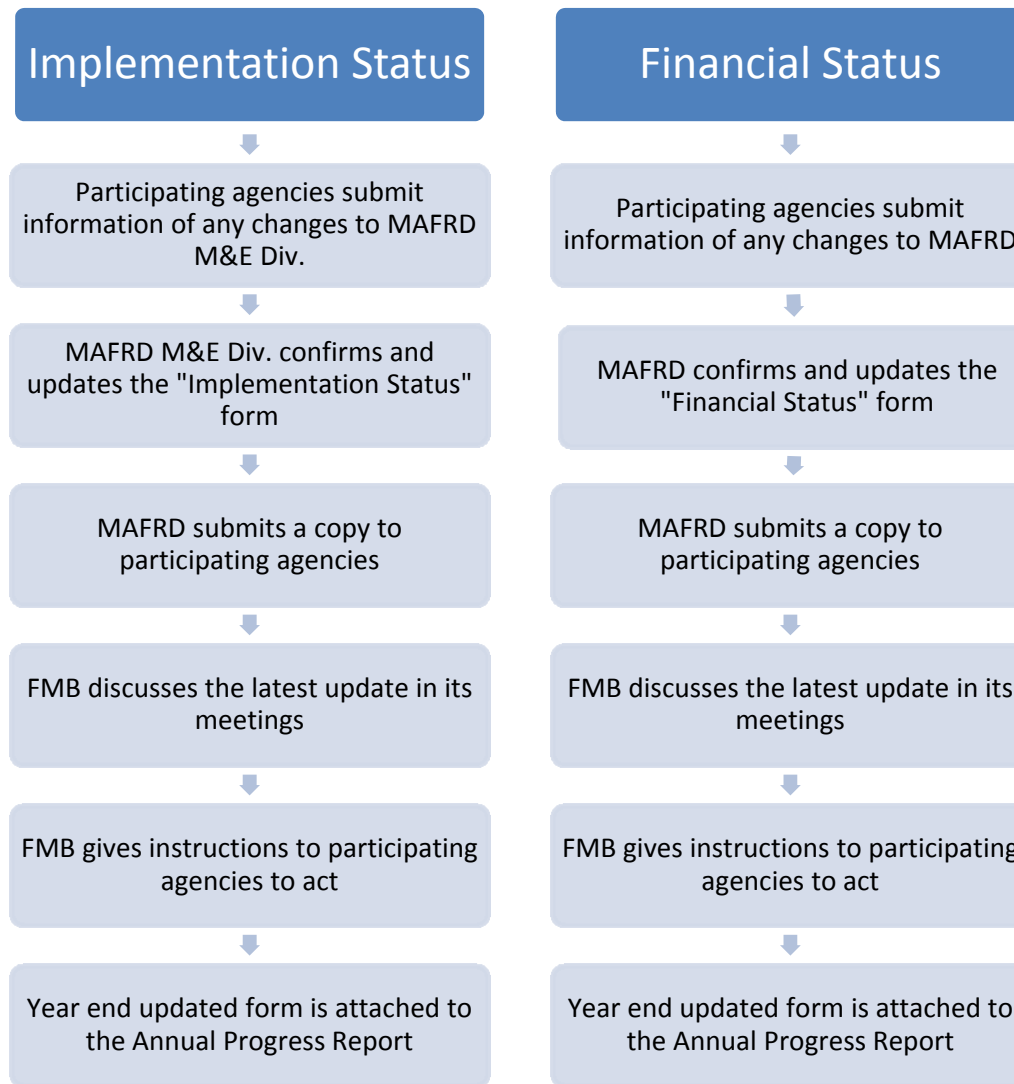 Implementation Status
Participating agencies submit
information of any changes to MAFRD
M&E Div.
MAFRD M&E Div. confirms and
updates the "Implementation Status"
form
MAFRD submits a copy to
participating agencies
FMB discusses the latest update in its
meetings
FMB gives instructions to participating
agencies to act
Year end updated form is attached to
the Annual Progress Report
Financial Status
Participating agencies submit
information of any changes to MAFRD
MAFRD confirms and updates the
"Financial Status" form
MAFRD submits a copy to
participating agencies
FMB discusses the latest update in its
meetings
FMB gives instructions to participating
agencies to act
Year end updated form is attached to
the Annual Progress Report